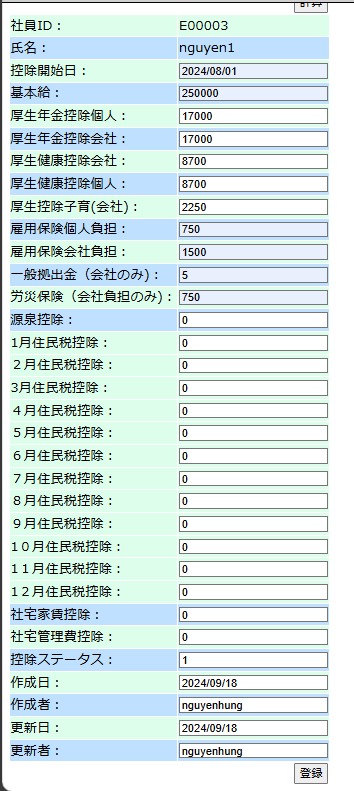 計算
社員ID： E00003
氏名： nguyen1
控除開始日： 2024/08/01
基本給： 250000
厚生年金控除個人： 17000
厚生年金控除会社： 17000
厚生健康控除会社： 8700
厚生健康控除個人： 8700
厚生控除子育(会社)： 2250
雇用保険個人負担： 750
雇用保険会社負担： 1500
一般拠出金（会社のみ)： 5
労災保険（会社負担のみ)： 750
源泉控除： 0
1月住民税控除： 0
２月住民税控除： 0
3月住民税控除： 0
４月住民税控除： 0
５月住民税控除： 0
６月住民税控除： 0
７月住民税控除： 0
８月住民税控除： 0
９月住民税控除： 0
１０月住民税控除： 0
１１月住民税控除： 0
１２月住民税控除： 0
社宅家賃控除： 0
社宅管理費控除： 0
控除ステータス： 1
作成日： 2024/09/18
作成者： nguyenhung
更新日： 2024/09/18
更新者： nguyenhung
登録